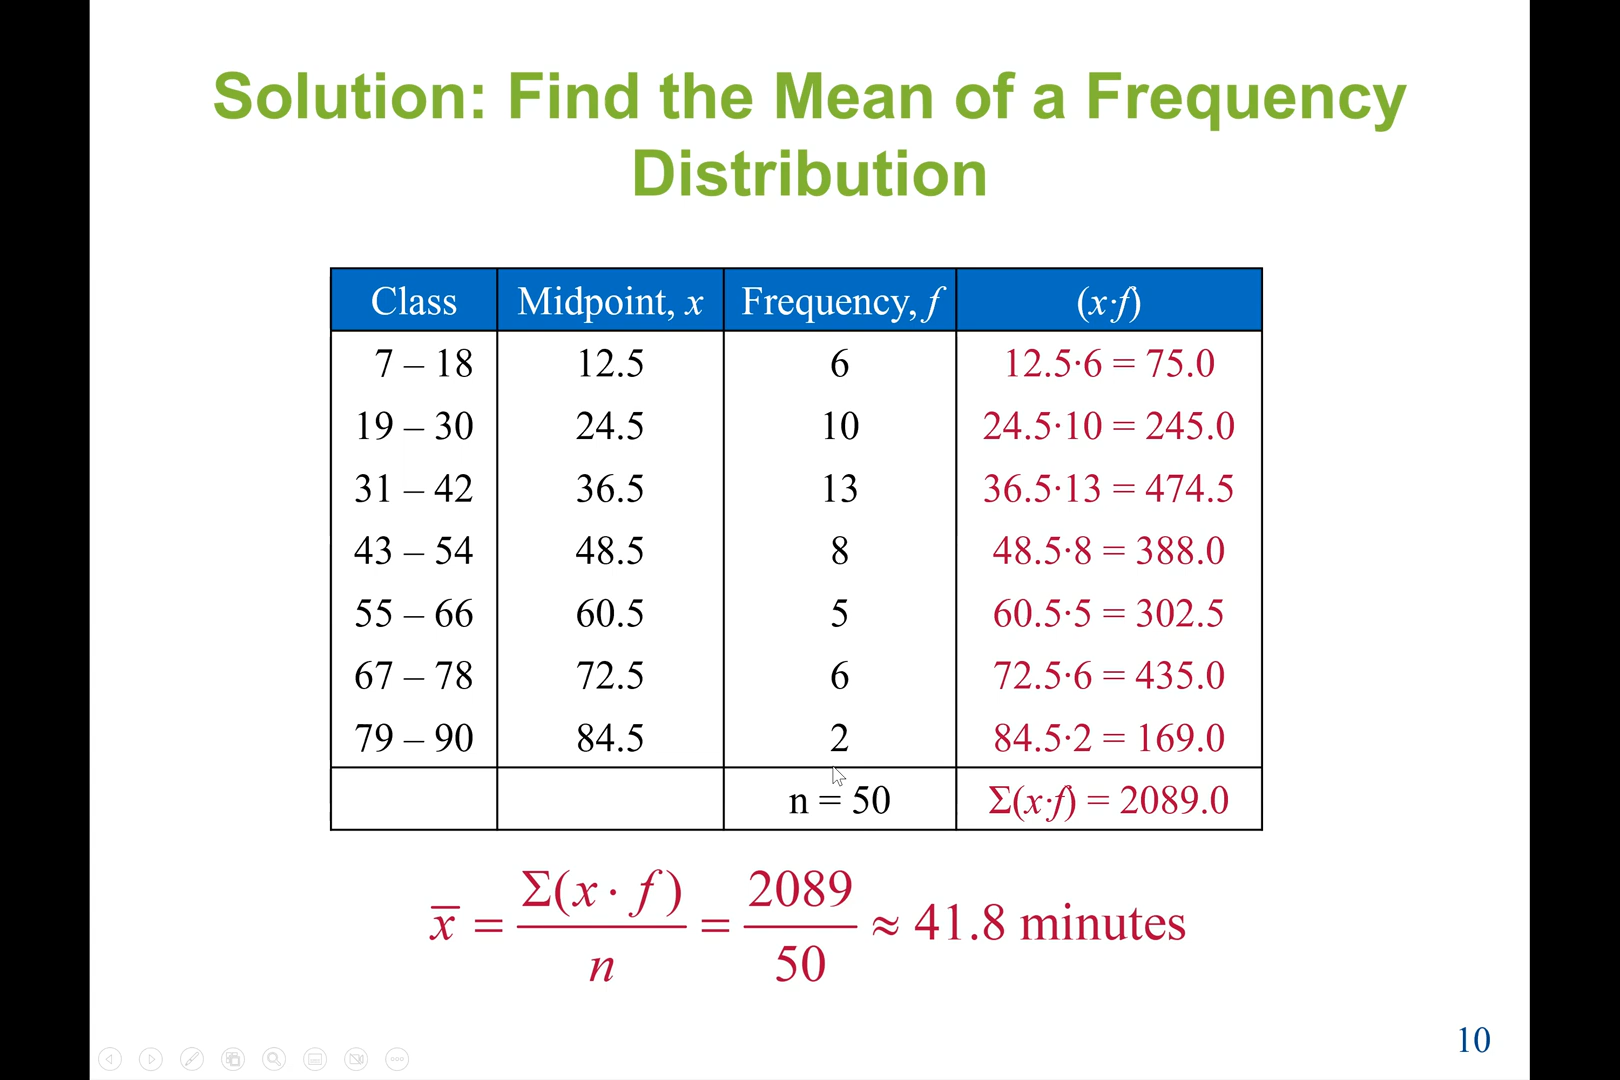 Solution: Find the Mean of a Frequency
Distribution
Class Midpoint, x Frequency, f (x·f)
7 – 18 12.5 6 12.5·6 = 75.0
19 – 30 24.5 10 24.5·10 = 245.0
31 – 42 36.5 13 36.5·13 = 474.5
43 – 54 48.5 8 48.5·8 = 388.0
55 – 66 60.5 5 60.5·5 = 302.5
67 – 78 72.5 6 72.5·6 = 435.0
79 – 90 84.5 2 84.5·2 = 169.0
n = 50 Σ(x·f) = 2089.0
x̅ = Σ(x · f) / n = 2089 / 50 ≈ 41.8 minutes
10